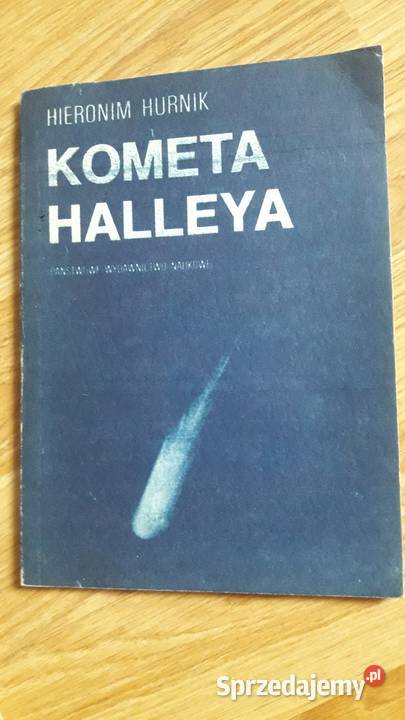 HIERONIM HURNIK
KOMETA
HALLEYA
PAŃSTWOWE WYDAWNICTWO NAUKOWE
Sprzedajemy.pl